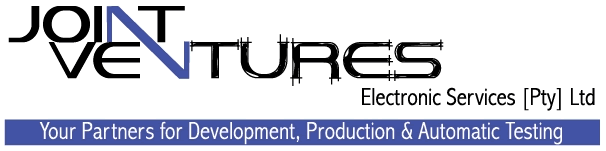 JOINT
VENTURES
Electronic Services [Pty] Ltd
Your Partners for Development, Production & Automatic Testing